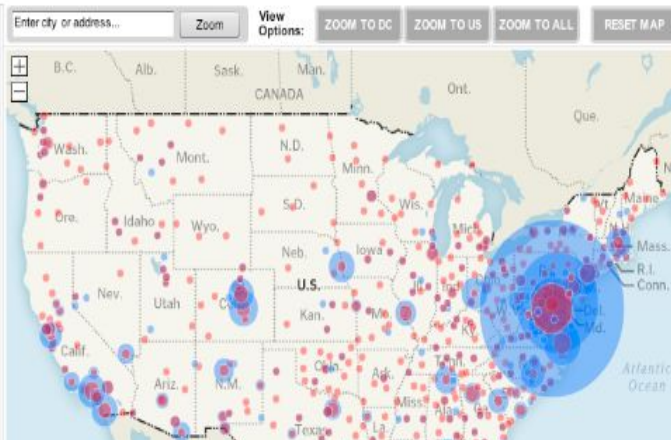 Enter city or address...
Zoom
View
Options:
ZOOM TO DC
ZOOM TO US
ZOOM TO ALL
RESET MAP
+
−
B.C.
Alb.
Sask.
Man.
CANADA
Ont.
Que.
Wash.
Mont.
N.D.
Minn.
Maine
Ore.
Idaho
Wyo.
S.D.
Wis.
Mich.
Mass.
R.I.
Conn.
Neb.
Iowa
Nev.
Utah
U.S.
Kan.
Mo.
Del.
Md.
Calif.
Ariz.
N.M.
Okla.
Ark.
Tenn.
Ky.
Atlantic
Ocean
Texas
La.
Miss.
Ala.